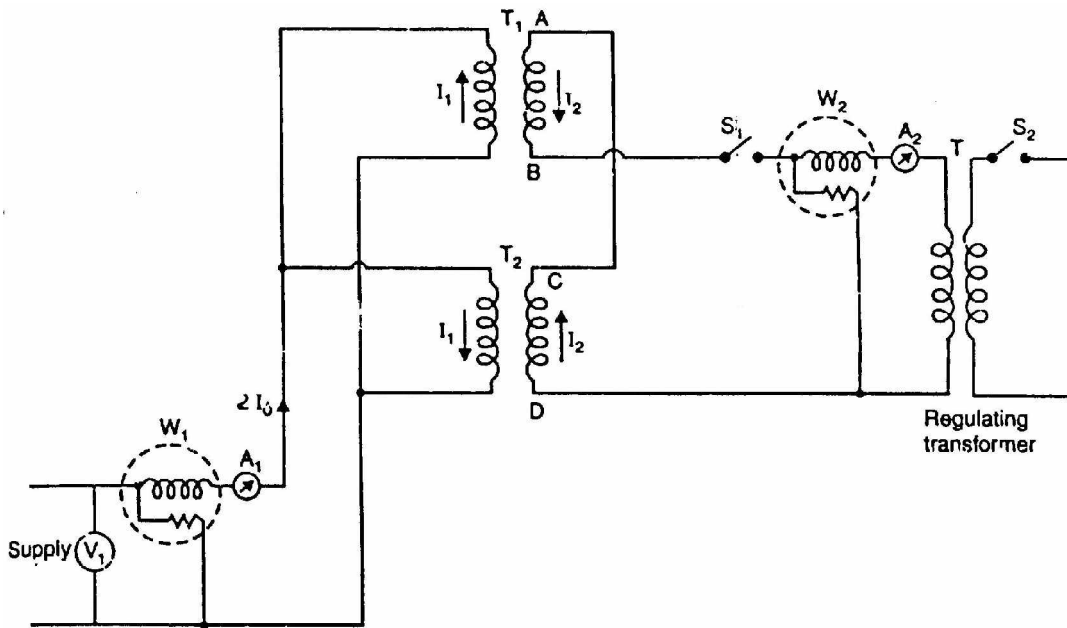 T₁ A
I₁
I₂
B
S₁
W₂
A₂
T
S₂
T₂
C
I₁
I₂
D
2 I₀
W₁
A₁
Supply
V₁
Regulating
transformer